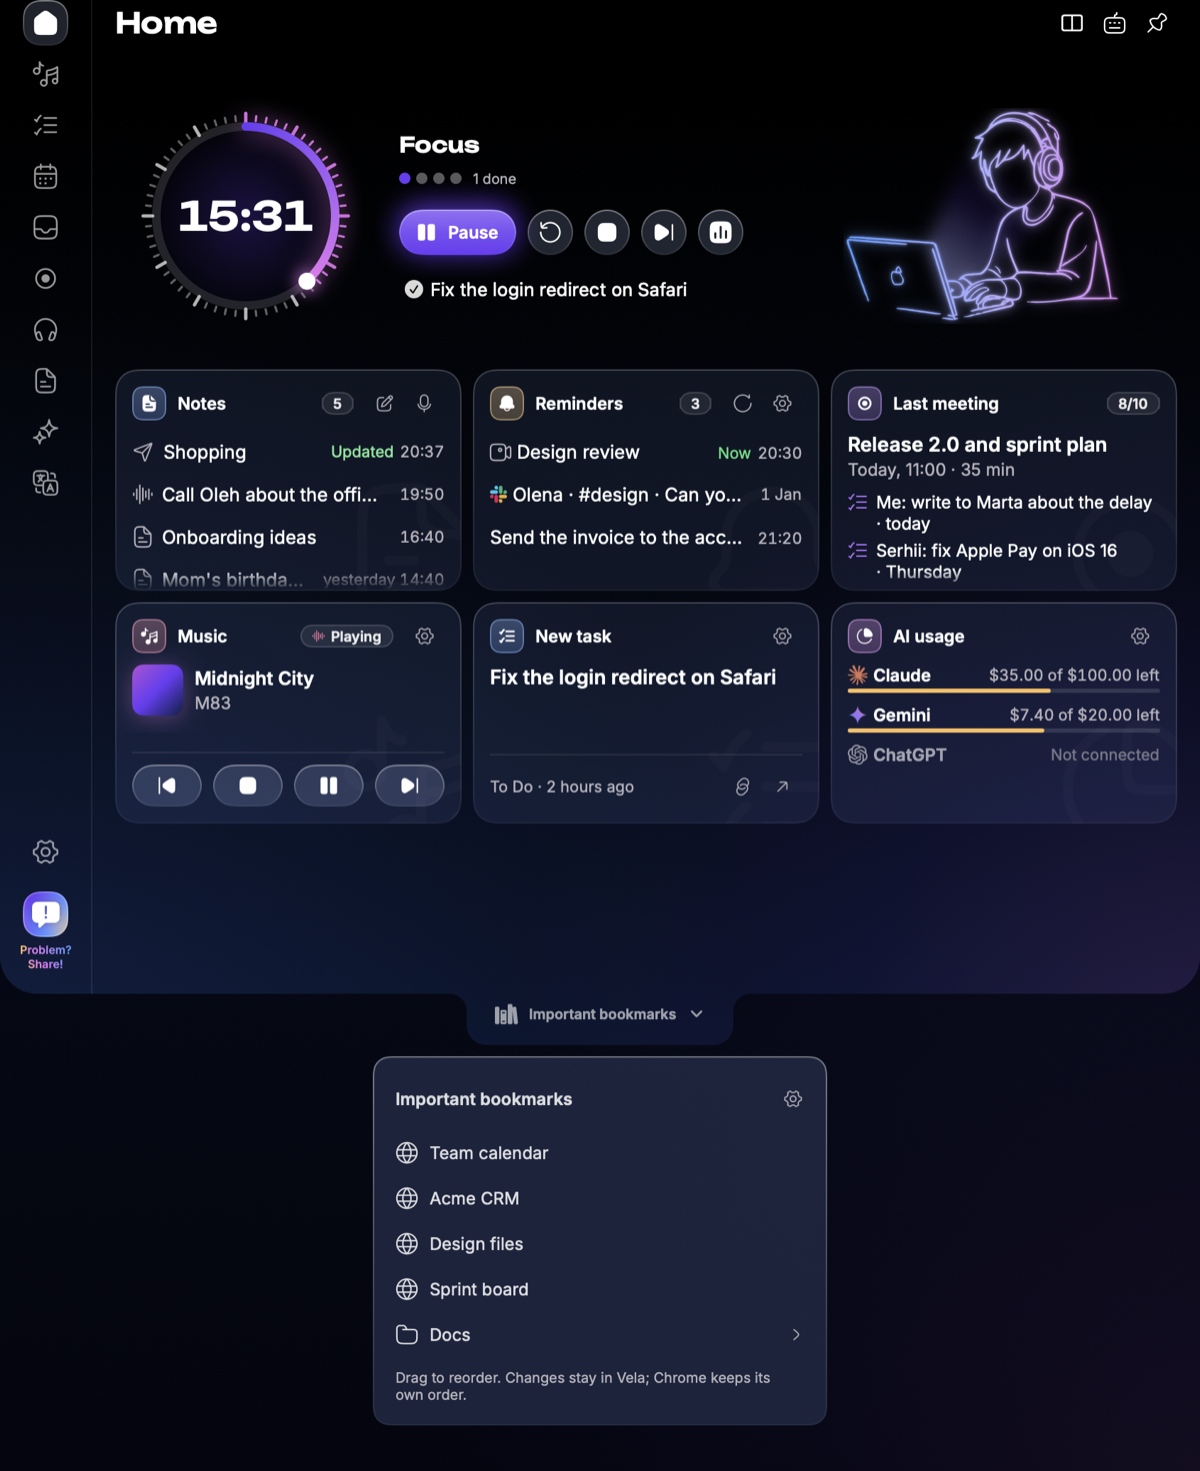 Home
15:31
Focus
1 done
Pause
Fix the login redirect on Safari
Notes
5
Shopping
Updated 20:37
Call Oleh about the offi...
19:50
Onboarding ideas
16:40
Mom's birthda...
yesterday 14:40
Reminders
3
Design review
Now 20:30
Olena · #design · Can yo...
1 Jan
Send the invoice to the acc...
21:20
Last meeting
8/10
Release 2.0 and sprint plan
Today, 11:00 · 35 min
Me: write to Marta about the delay
· today
Serhii: fix Apple Pay on iOS 16
· Thursday
Music
Playing
Midnight City
M83
New task
Fix the login redirect on Safari
To Do · 2 hours ago
AI usage
Claude
$35.00 of $100.00 left
Gemini
$7.40 of $20.00 left
ChatGPT
Not connected
Problem?
Share!
Important bookmarks
Important bookmarks
Team calendar
Acme CRM
Design files
Sprint board
Docs
Drag to reorder. Changes stay in Vela; Chrome keeps its
own order.